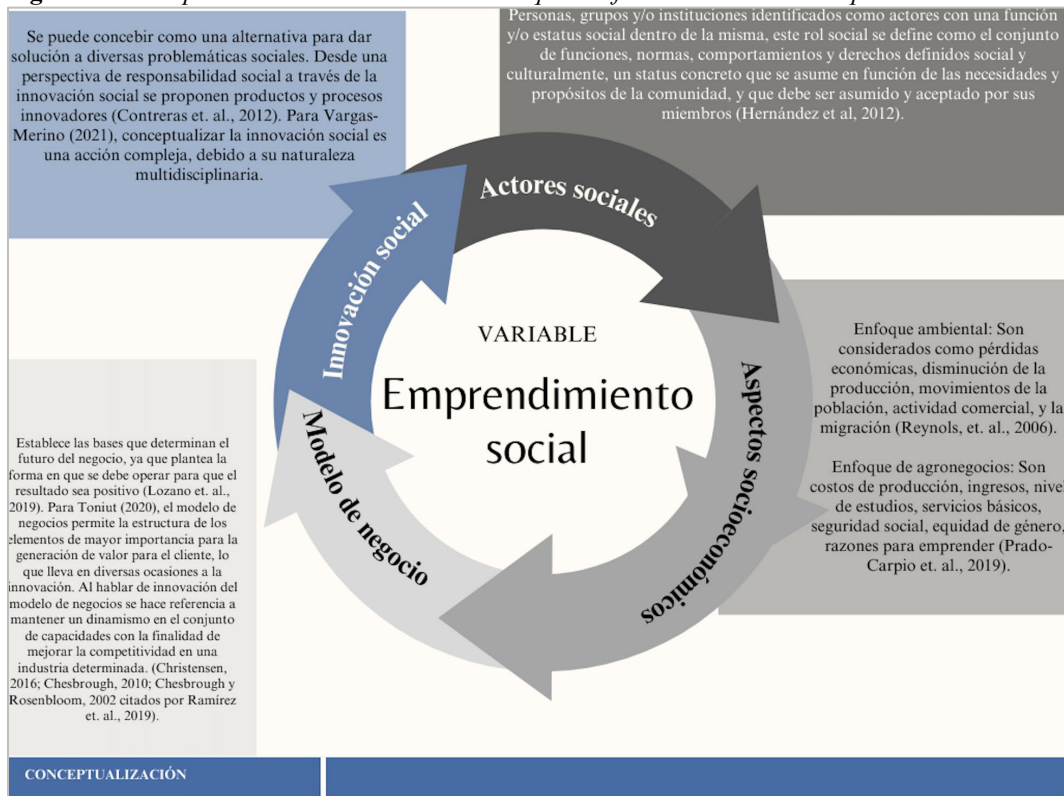 Se puede concebir como una alternativa para dar
solución a diversas problemáticas sociales. Desde una
perspectiva de responsabilidad social a través de la
innovación social se proponen productos y procesos
innovadores (Contreras et. al., 2012). Para Vargas-
Merino (2021), conceptualizar la innovación social es
una acción compleja, debido a su naturaleza
multidisciplinaria.
Personas, grupos y/o instituciones identificados como actores con una función
y/o estatus social dentro de la misma, este rol social se define como el conjunto
de funciones, normas, comportamientos y derechos definidos social y
culturalmente, un status concreto que se asume en función de las necesidades y
propósitos de la comunidad, y que debe ser asumido y aceptado por sus
miembros (Hernández et al, 2012).
Actores sociales
Innovación social
VARIABLE
Emprendimiento
social
Aspectos socioeconómicos
Modelo de negocio
Enfoque ambiental: Son
considerados como pérdidas
económicas, disminución de la
producción, movimientos de la
población, actividad comercial, y la
migración (Reynols, et. al., 2006).
Enfoque de agronegocios: Son
costos de producción, ingresos, nivel
de estudios, servicios básicos,
seguridad social, equidad de género,
razones para emprender (Prado-
Carpio et. al., 2019).
Establece las bases que determinan el
futuro del negocio, ya que plantea la
forma en que se debe operar para que el
resultado sea positivo (Lozano et. al.,
2019). Para Toniut (2020), el modelo de
negocios permite la estructura de los
elementos de mayor importancia para la
generación de valor para el cliente, lo
que lleva en diversas ocasiones a la
innovación. Al hablar de innovación del
modelo de negocios se hace referencia a
mantener un dinamismo en el conjunto
de capacidades con la finalidad de
mejorar la competitividad en una
industria determinada. (Christensen,
2016; Chesbrough, 2010; Chesbrough y
Rosenbloom, 2002 citados por Ramírez
et. al., 2019).
CONCEPTUALIZACIÓN